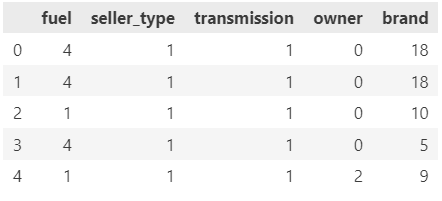 fuel seller_type transmission owner brand
0 4 1 1 0 18
1 4 1 1 0 18
2 1 1 1 0 10
3 4 1 1 0 5
4 1 1 1 2 9